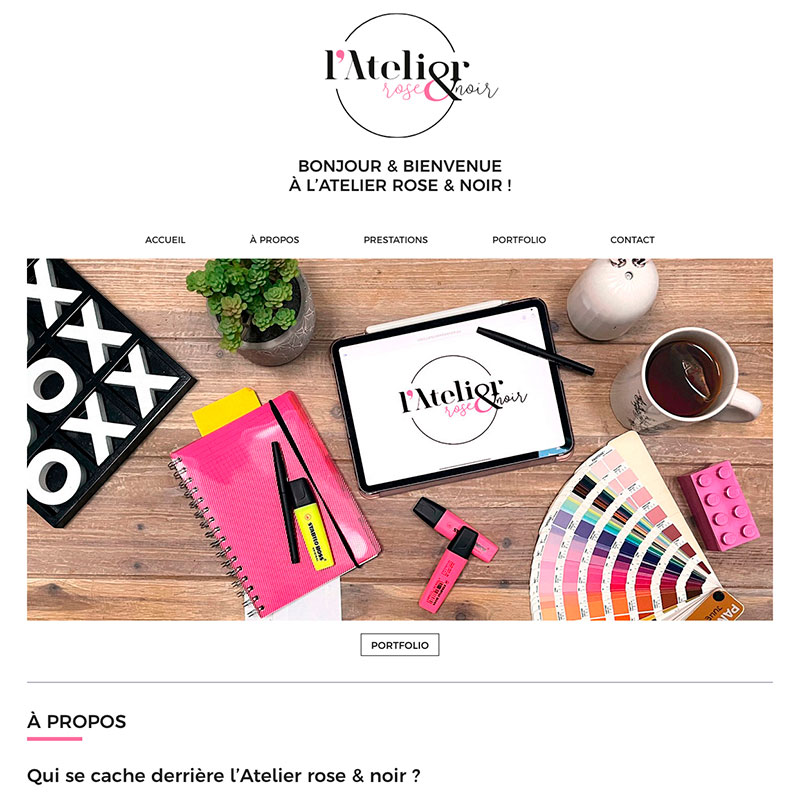 l'Atelier
rose & noir
BONJOUR & BIENVENUE
À L'ATELIER ROSE & NOIR !
ACCUEIL À PROPOS PRESTATIONS PORTFOLIO CONTACT
X
O X X
O X X
O X
l'Atelier
rose & noir
STABILO BOSS
PAN
PORTFOLIO
À PROPOS
Qui se cache derrière l'Atelier rose & noir ?